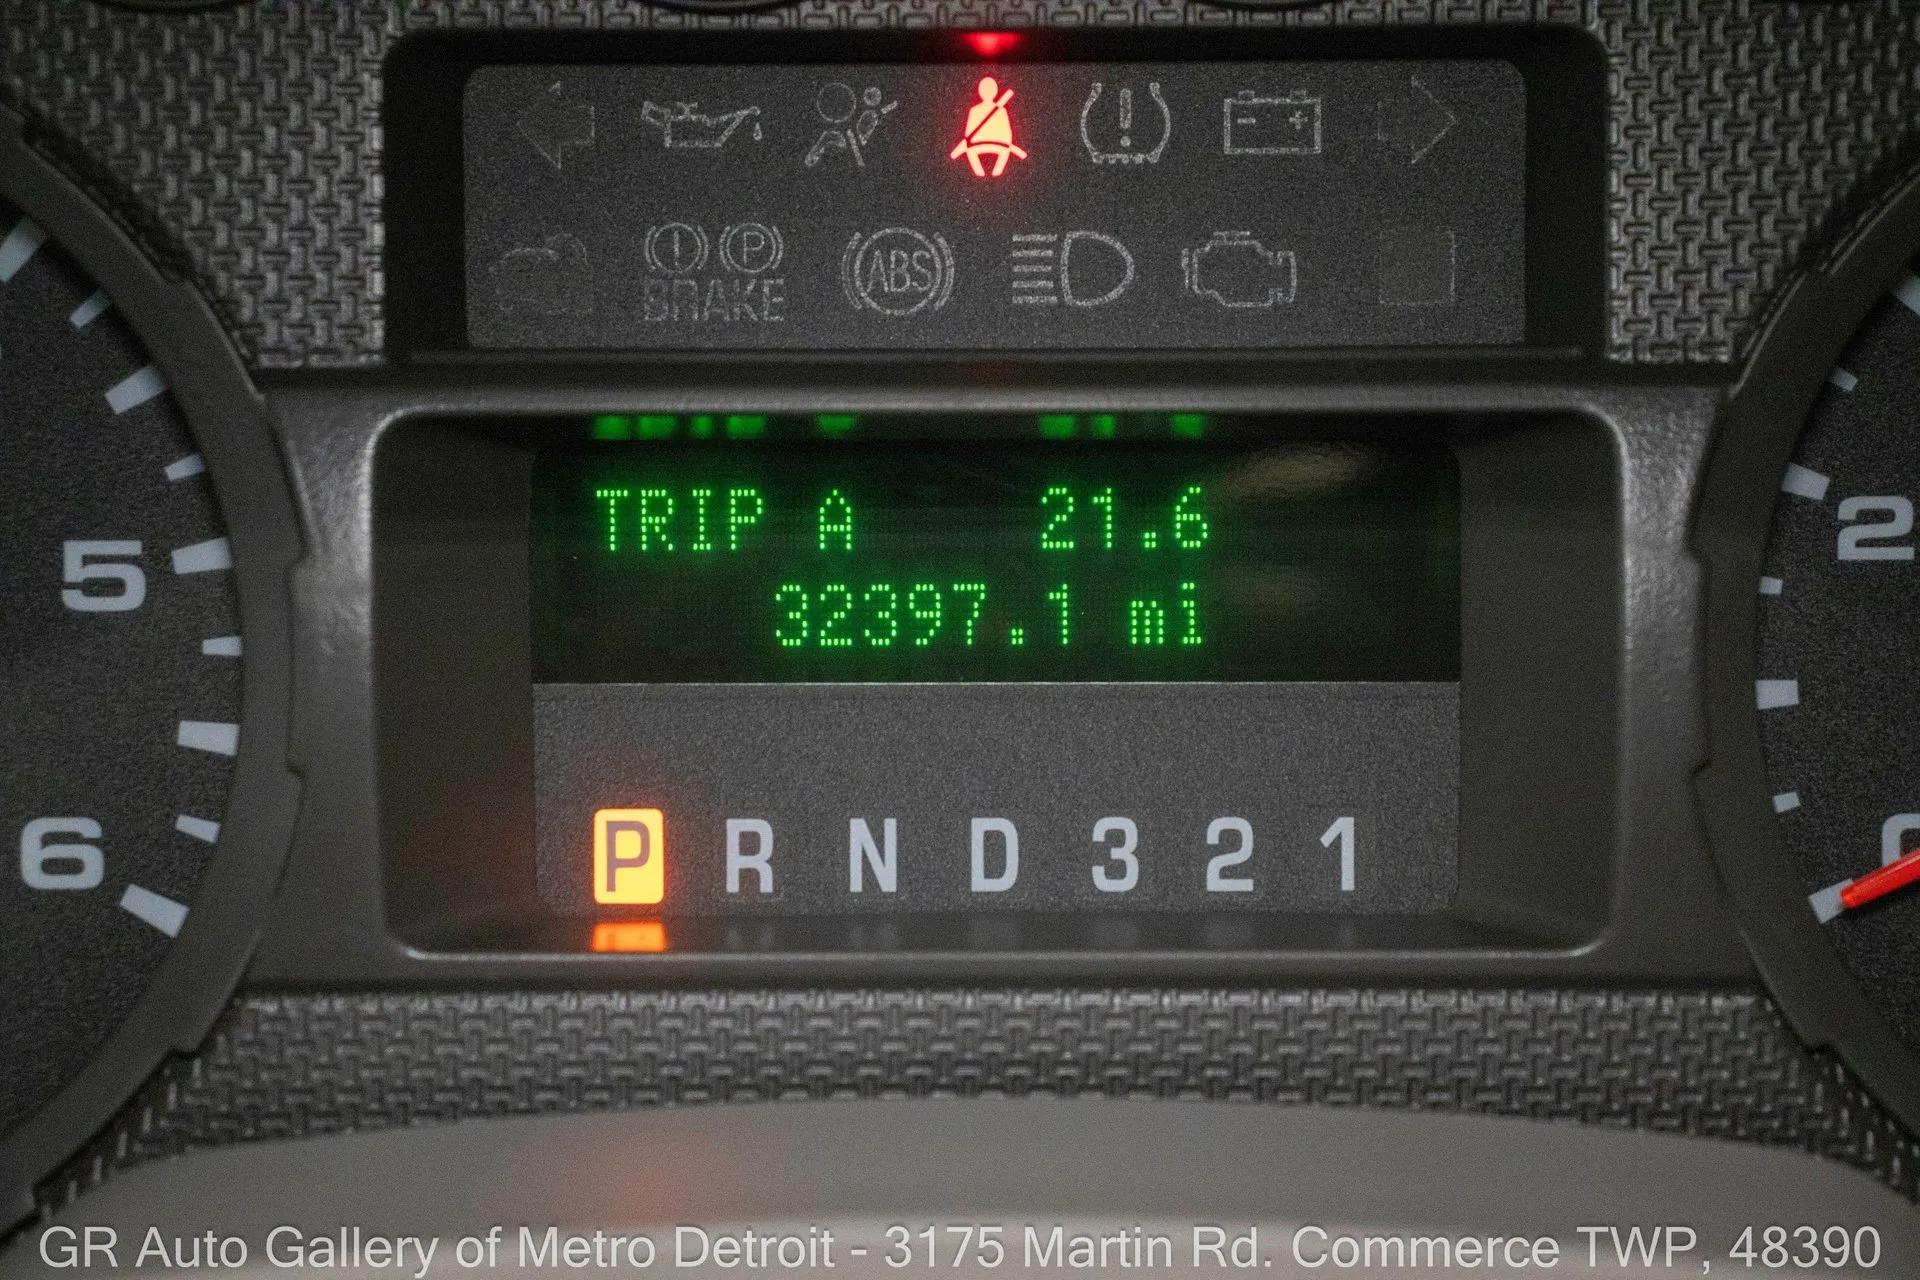 BRAKE
ABS
TRIP A 21.6
32397.1 mi
5
2
6
P R N D 3 2 1
GR Auto Gallery of Metro Detroit - 3175 Martin Rd. Commerce TWP, 48390